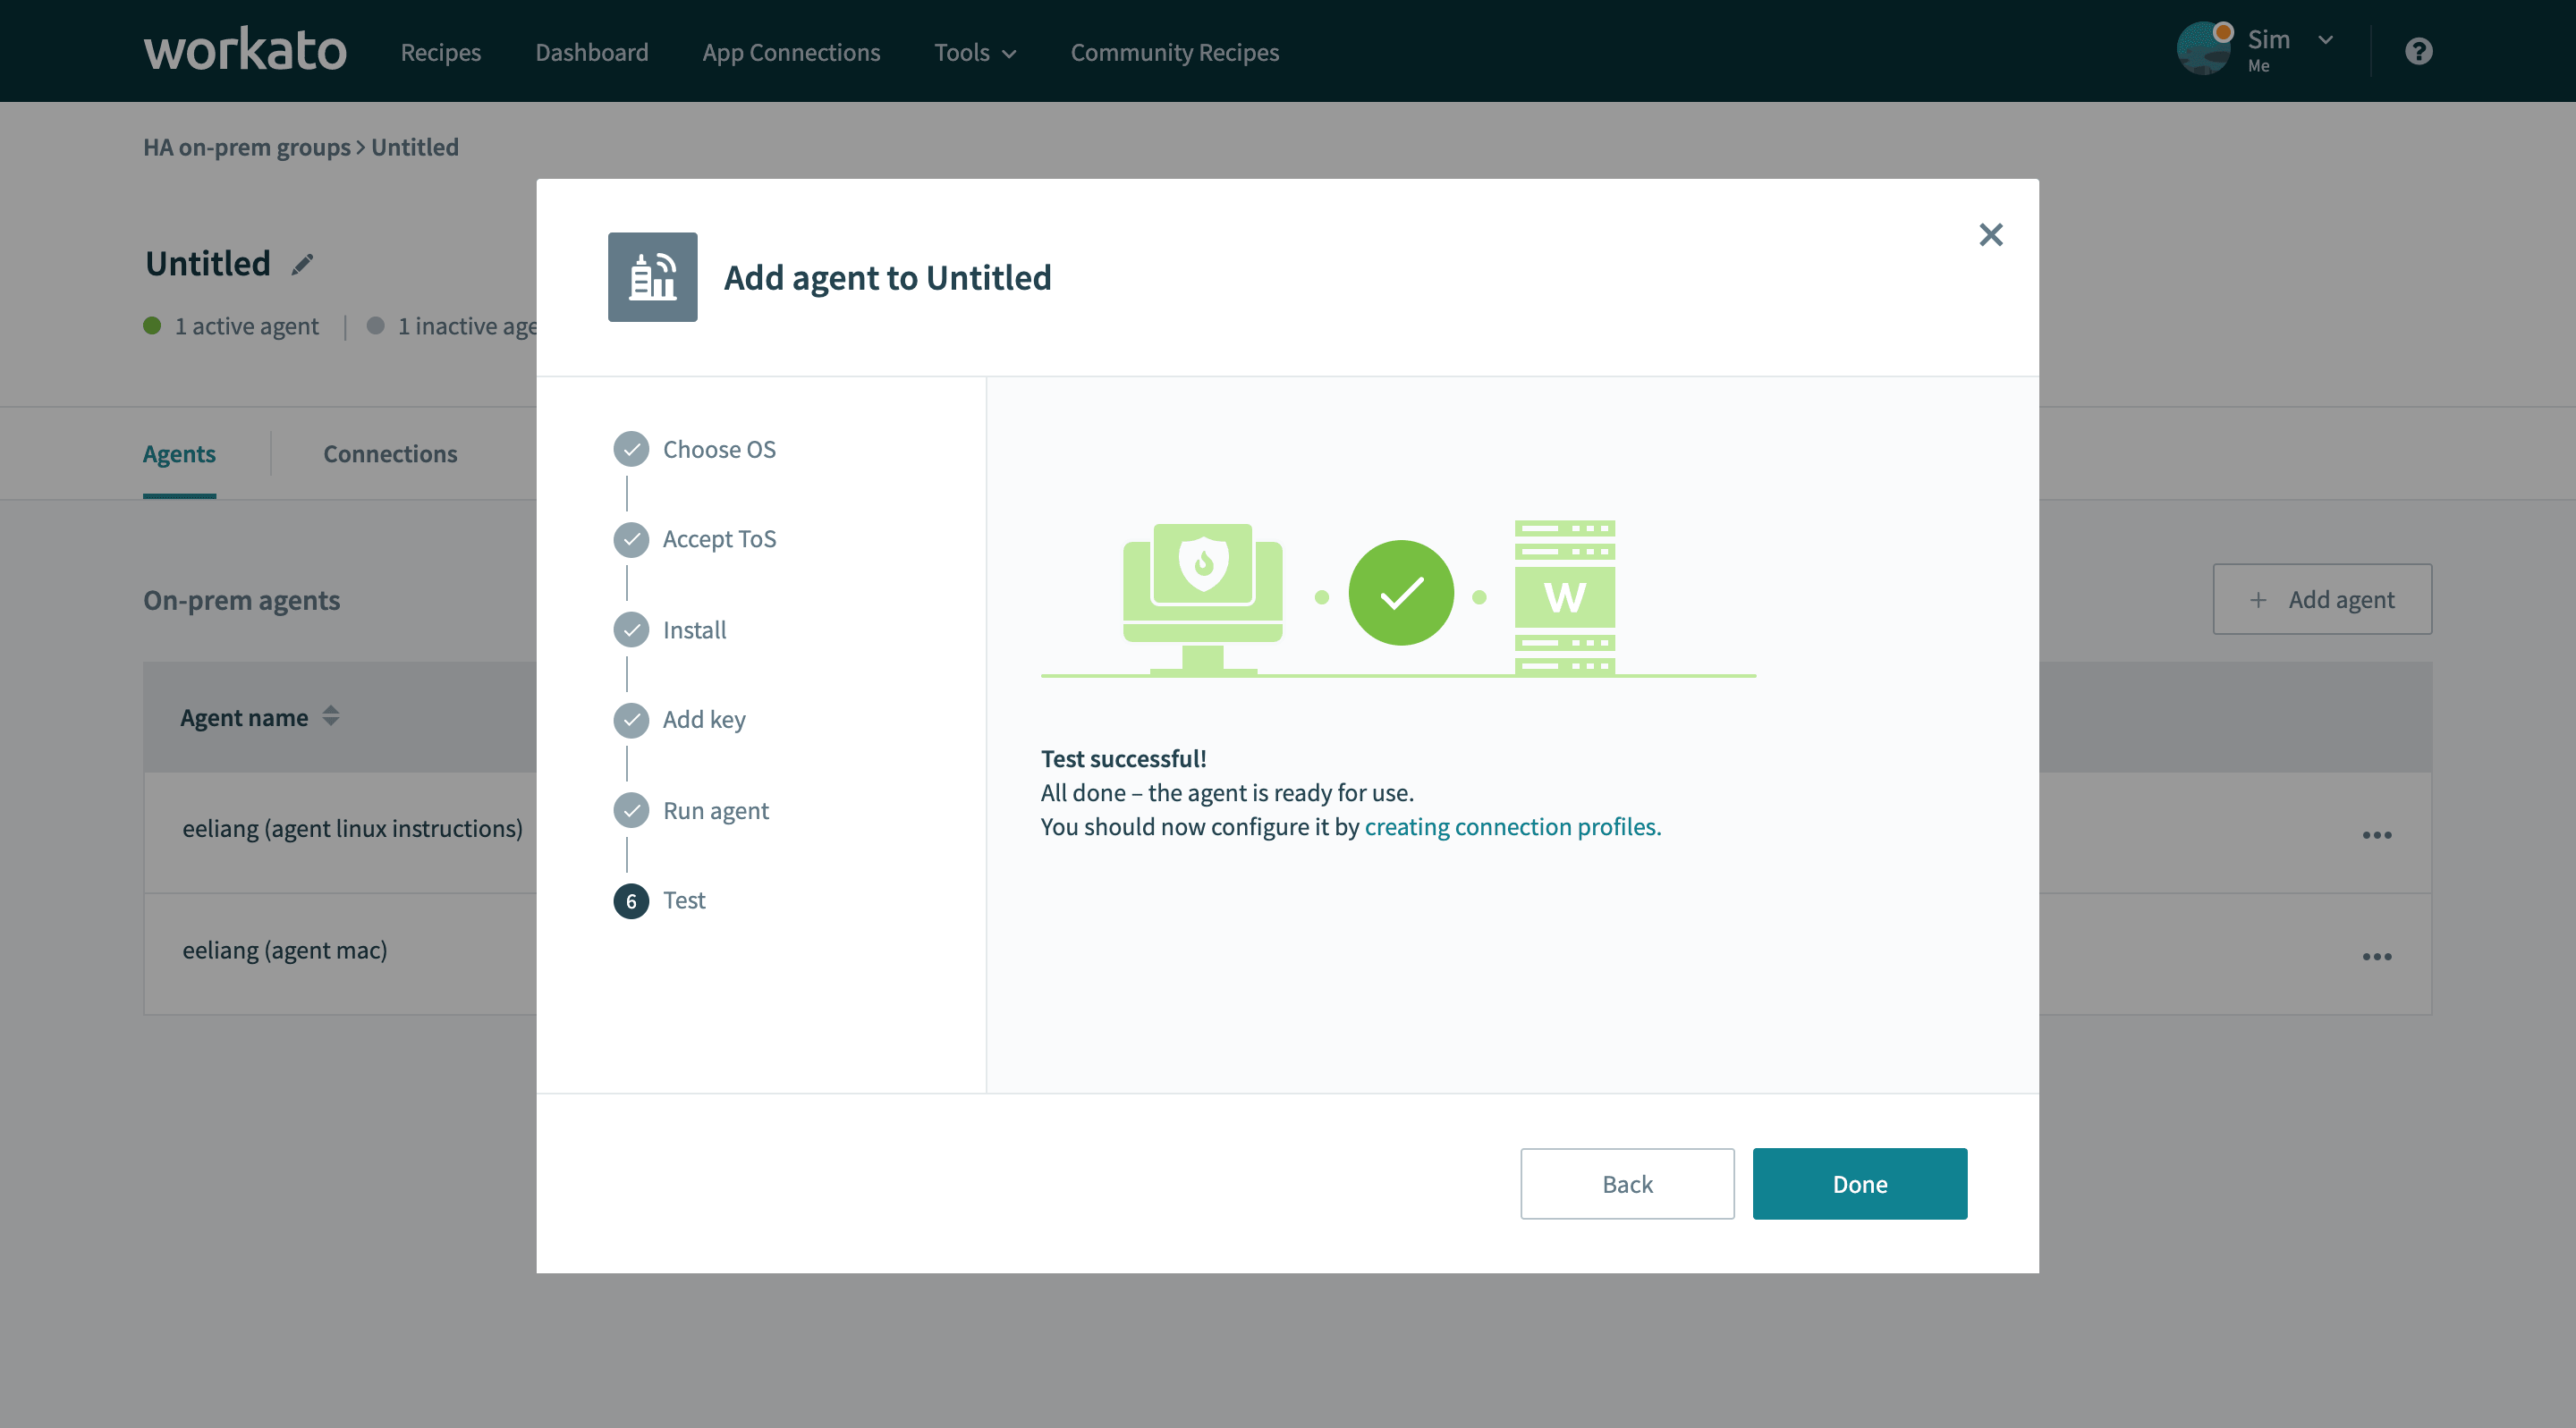 workato Recipes Dashboard App Connections Tools Community Recipes Sim
Me
?
HA on-prem groups > Untitled
Untitled
1 active agent | 1 inactive age
Agents Connections
On-prem agents
+ Add agent
Agent name
eeliang (agent linux instructions)
eeliang (agent mac)
Add agent to Untitled
Choose OS
Accept ToS
Install
Add key
Run agent
6 Test
W
Test successful!
All done – the agent is ready for use.
You should now configure it by creating connection profiles.
Back Done